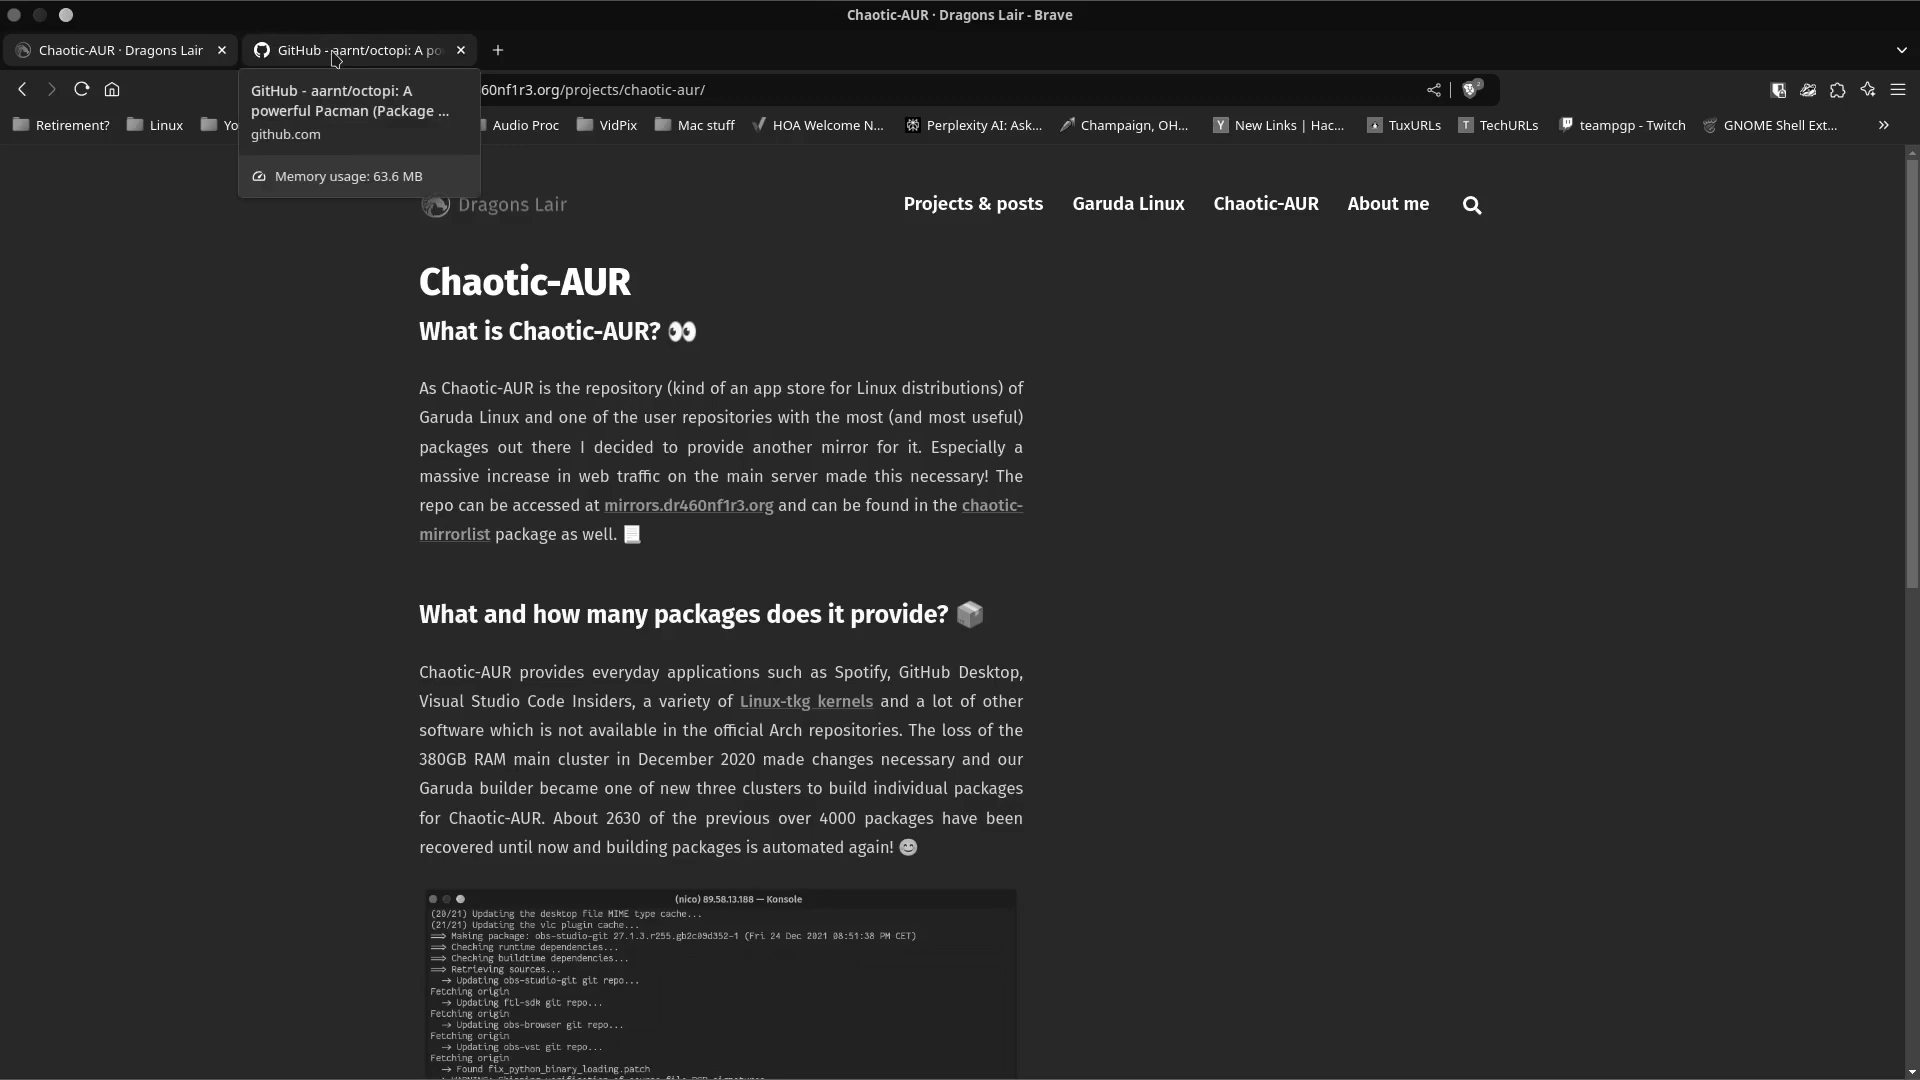 Chaotic-AUR · Dragons Lair - Brave
Chaotic-AUR · Dragons Lair
GitHub - aarnt/octopi: A po
GitHub - aarnt/octopi: A
powerful Pacman (Package ...
github.com
Memory usage: 63.6 MB
60nf1r3.org/projects/chaotic-aur/
2
Retirement?
Linux
Yo
Audio Proc
VidPix
Mac stuff
HOA Welcome N...
Perplexity AI: Ask...
Champaign, OH...
Y New Links | Hac...
TuxURLs
T TechURLs
teampgp - Twitch
GNOME Shell Ext...
Dragons Lair
Projects & posts
Garuda Linux
Chaotic-AUR
About me
Chaotic-AUR
What is Chaotic-AUR? 👀
As Chaotic-AUR is the repository (kind of an app store for Linux distributions) of
Garuda Linux and one of the user repositories with the most (and most useful)
packages out there I decided to provide another mirror for it. Especially a
massive increase in web traffic on the main server made this necessary! The
repo can be accessed at mirrors.dr460nf1r3.org and can be found in the chaotic-
mirrorlist package as well. 📃
What and how many packages does it provide? 📦
Chaotic-AUR provides everyday applications such as Spotify, GitHub Desktop,
Visual Studio Code Insiders, a variety of Linux-tkg kernels and a lot of other
software which is not available in the official Arch repositories. The loss of the
380GB RAM main cluster in December 2020 made changes necessary and our
Garuda builder became one of new three clusters to build individual packages
for Chaotic-AUR. About 2630 of the previous over 4000 packages have been
recovered until now and building packages is automated again! 😊
(nico) 89.58.13.188 — Konsole
(20/21) Updating the desktop file MIME type cache...
(21/21) Updating the vlc plugin cache...
==> Making package: obs-studio-git 27.1.3.r255.gb2c09d352-1 (Fri 24 Dec 2021 08:51:38 PM CET)
==> Checking runtime dependencies...
==> Checking buildtime dependencies...
==> Retrieving sources...
-> Updating obs-studio-git git repo...
Fetching origin
-> Updating ftl-sdk git repo...
Fetching origin
-> Updating obs-browser git repo...
Fetching origin
-> Updating obs-vst git repo...
Fetching origin
-> Found fix_python_binary_loading.patch